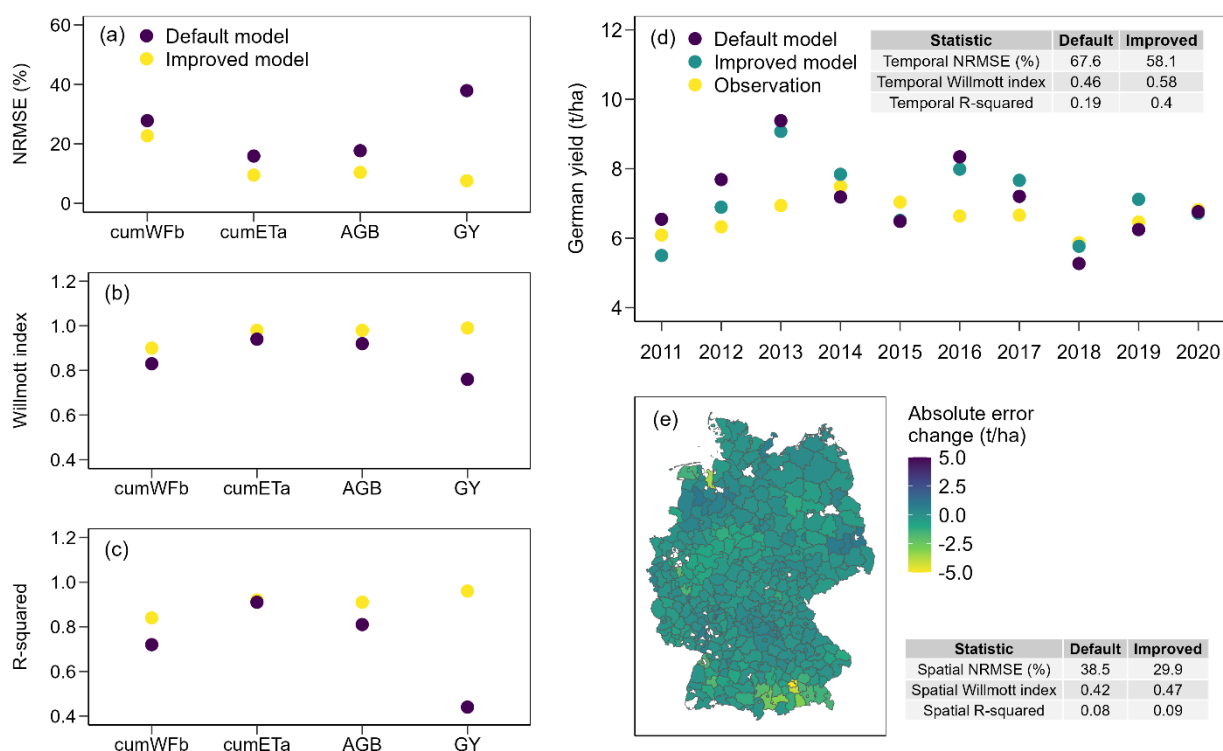 (a)
Default model
Improved model
NRMSE (%)
60
40
20
0
cumWFb cumETa AGB GY
(b)
Willmott index
1.2
1.0
0.8
0.6
0.4
cumWFb cumETa AGB GY
(c)
R-squared
1.2
1.0
0.8
0.6
0.4
cumWFb cumETa AGB GY
(d)
Default model
Improved model
Observation
Statistic Default Improved
Temporal NRMSE (%) 67.6 58.1
Temporal Willmott index 0.46 0.58
Temporal R-squared 0.19 0.4
German yield (t/ha)
12
10
8
6
4
2011 2012 2013 2014 2015 2016 2017 2018 2019 2020
(e)
Absolute error
change (t/ha)
5.0
2.5
0.0
-2.5
-5.0
Statistic Default Improved
Spatial NRMSE (%) 38.5 29.9
Spatial Willmott index 0.42 0.47
Spatial R-squared 0.08 0.09